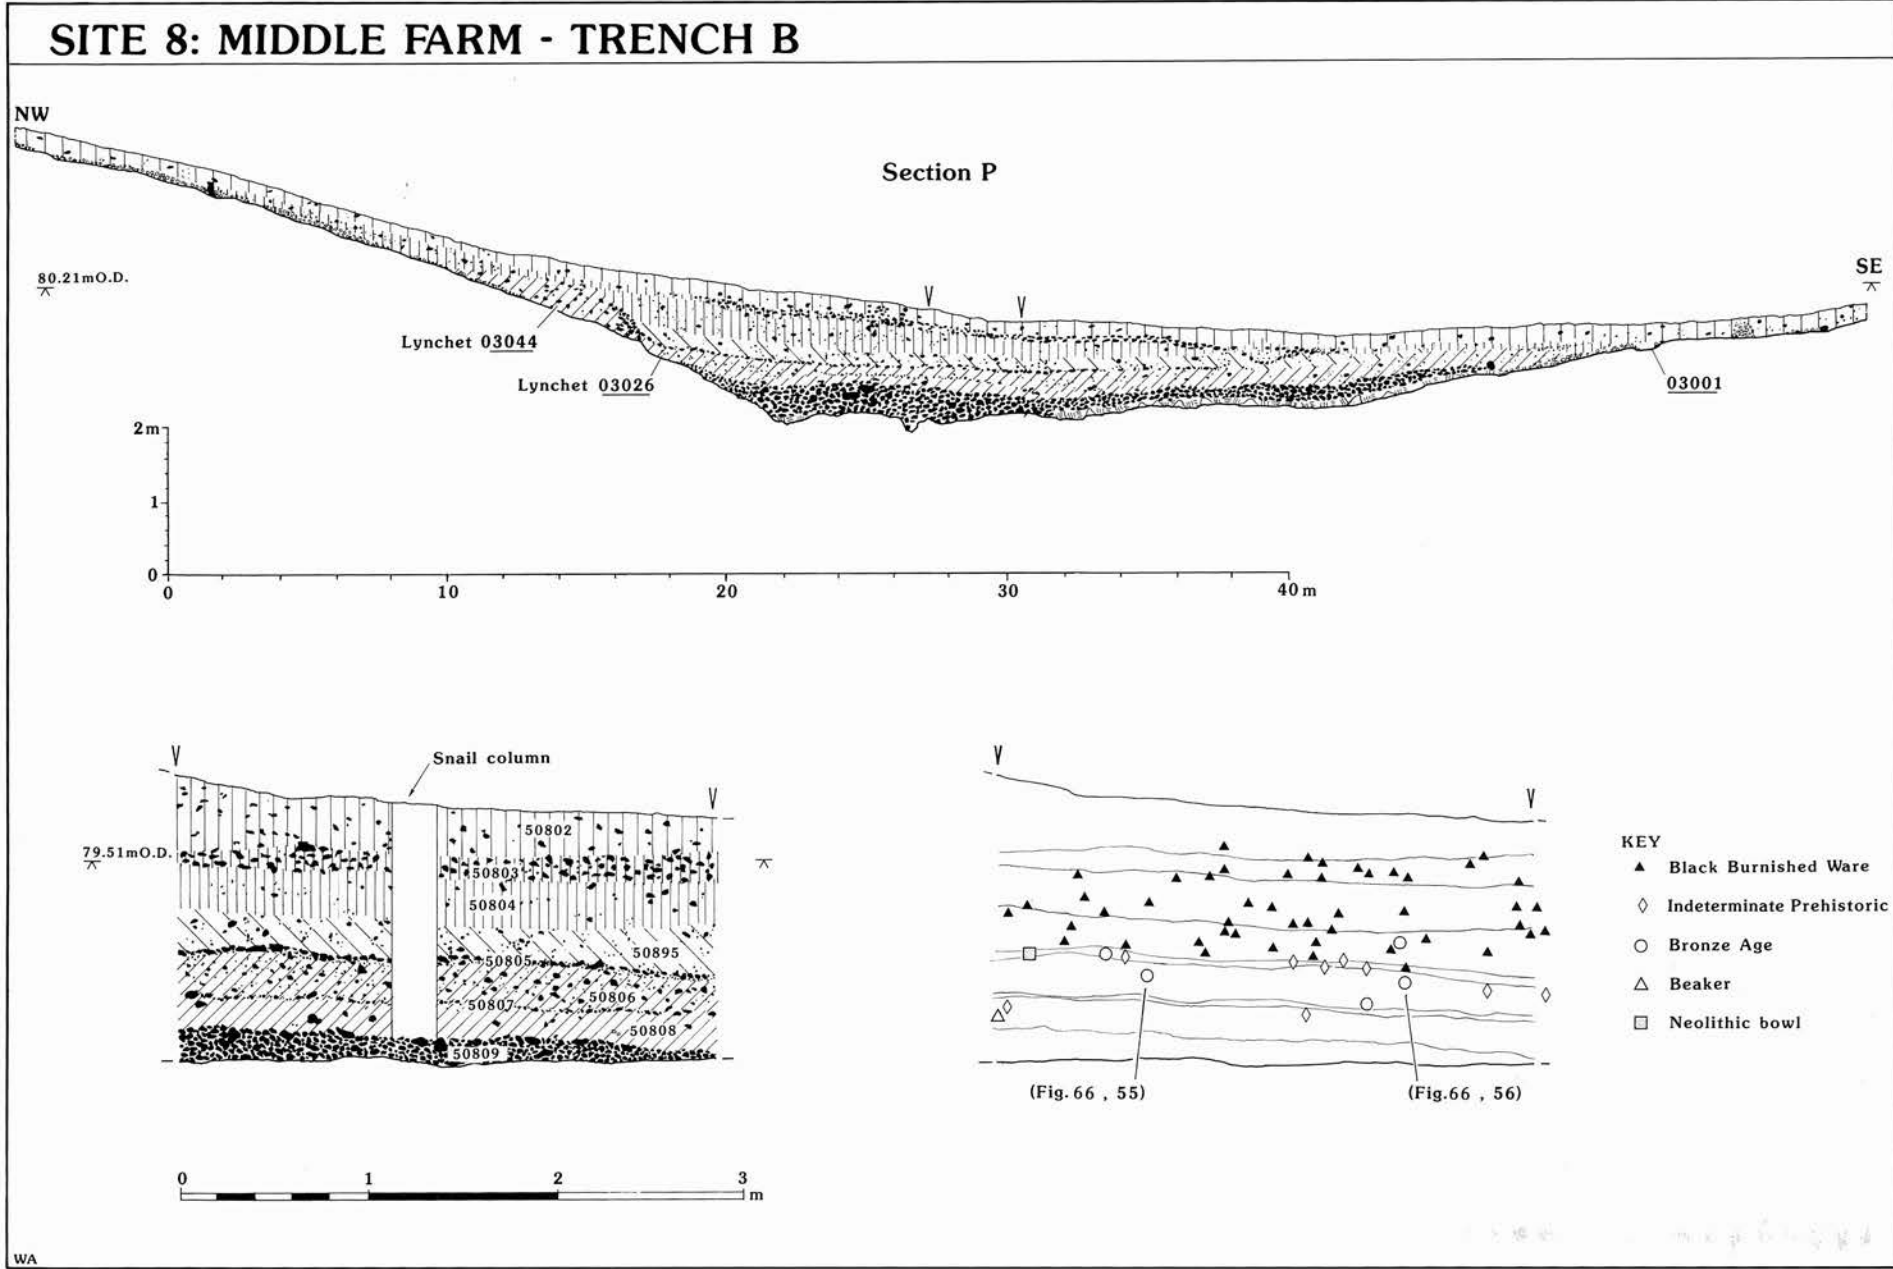 SITE 8: MIDDLE FARM - TRENCH B
NW
Section P
80.21mO.D.
SE
Lynchet 03044
Lynchet 03026
03001
2m
1
0
0 10 20 30 40m
Snail column
79.51mO.D.
50802
50803
50804
50895
50805
50806
50807
50808
50809
(Fig.66 , 55)
(Fig.66 , 56)
KEY
Black Burnished Ware
Indeterminate Prehistoric
Bronze Age
Beaker
Neolithic bowl
0 1 2 3
m
WA